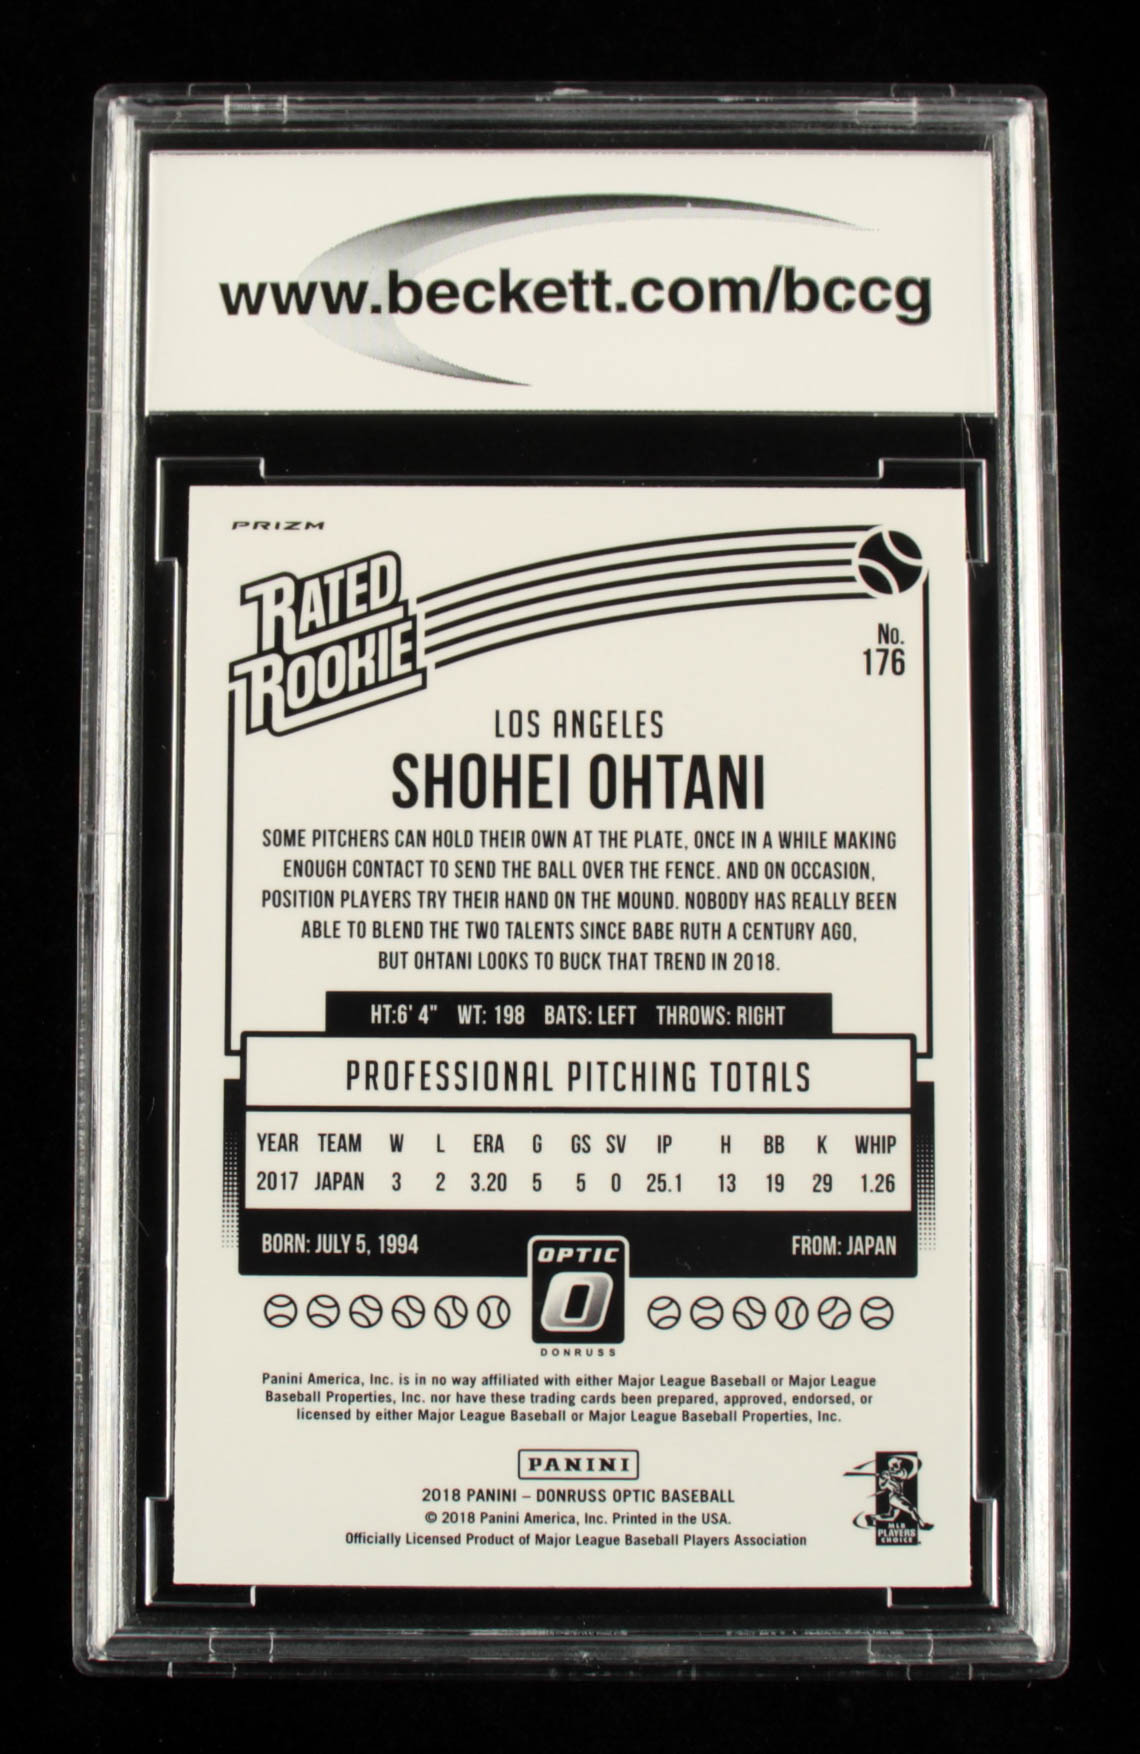 www.beckett.com/bccg
PRIZM
RATED
ROOKIE
No.
176
LOS ANGELES
SHOHEI OHTANI
SOME PITCHERS CAN HOLD THEIR OWN AT THE PLATE, ONCE IN A WHILE MAKING
ENOUGH CONTACT TO SEND THE BALL OVER THE FENCE. AND ON OCCASION,
POSITION PLAYERS TRY THEIR HAND ON THE MOUND. NOBODY HAS REALLY BEEN
ABLE TO BLEND THE TWO TALENTS SINCE BABE RUTH A CENTURY AGO,
BUT OHTANI LOOKS TO BUCK THAT TREND IN 2018.
HT:6' 4" WT: 198 BATS: LEFT THROWS: RIGHT
PROFESSIONAL PITCHING TOTALS
YEAR TEAM W L ERA G GS SV IP H BB K WHIP
2017 JAPAN 3 2 3.20 5 5 0 25.1 13 19 29 1.26
BORN: JULY 5, 1994 FROM: JAPAN
OPTIC
O
DONRUSS
Panini America, Inc. is in no way affiliated with either Major League Baseball or Major League
Baseball Properties, Inc. nor have these trading cards been prepared, approved, endorsed, or
licensed by either Major League Baseball or Major League Baseball Properties, Inc.
PANINI
2018 PANINI – DONRUSS OPTIC BASEBALL
© 2018 Panini America, Inc. Printed in the USA.
Officially Licensed Product of Major League Baseball Players Association
MLB
PLAYERS
CHOICE